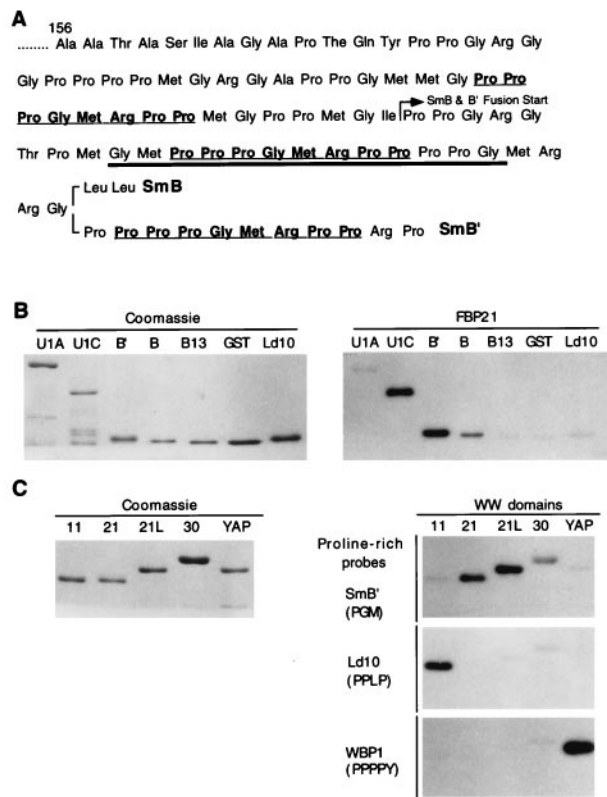 A
156
........ Ala Ala Thr Ala Ser Ile Ala Gly Ala Pro Thr Gln Tyr Pro Pro Gly Arg Gly
Gly Pro Pro Pro Pro Met Gly Arg Gly Ala Pro Pro Gly Met Met Gly Pro Pro
SmB & B' Fusion Start
Pro Gly Met Arg Pro Pro Met Gly Pro Pro Met Gly Ile Pro Pro Gly Arg Gly
Thr Pro Met Gly Met Pro Pro Pro Gly Met Arg Pro Pro Pro Pro Gly Met Arg
Leu Leu SmB
Arg Gly
Pro Pro Pro Pro Gly Met Arg Pro Pro Arg Pro SmB'
B
Coomassie
U1A U1C B' B B13 GST Ld10
FBP21
U1A U1C B' B B13 GST Ld10
C
Coomassie
11 21 21L 30 YAP
WW domains
11 21 21L 30 YAP
Proline-rich
probes
SmB'
(PGM)
Ld10
(PPLP)
WBP1
(PPPPY)